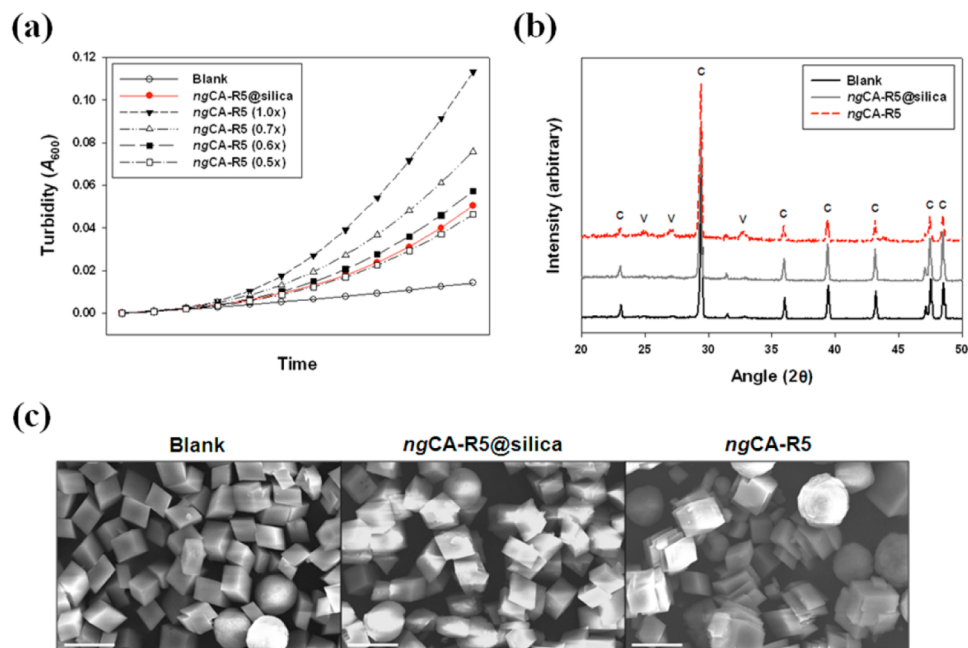 (a)
Turbidity (A600)
0.12
0.10
0.08
0.06
0.04
0.02
0.00
Blank
ngCA-R5@silica
ngCA-R5 (1.0x)
ngCA-R5 (0.7x)
ngCA-R5 (0.6x)
ngCA-R5 (0.5x)
Time
(b)
Intensity (arbitrary)
Blank
ngCA-R5@silica
ngCA-R5
C
C V V V C C C C C
20 25 30 35 40 45 50
Angle (2θ)
(c)
Blank ngCA-R5@silica ngCA-R5